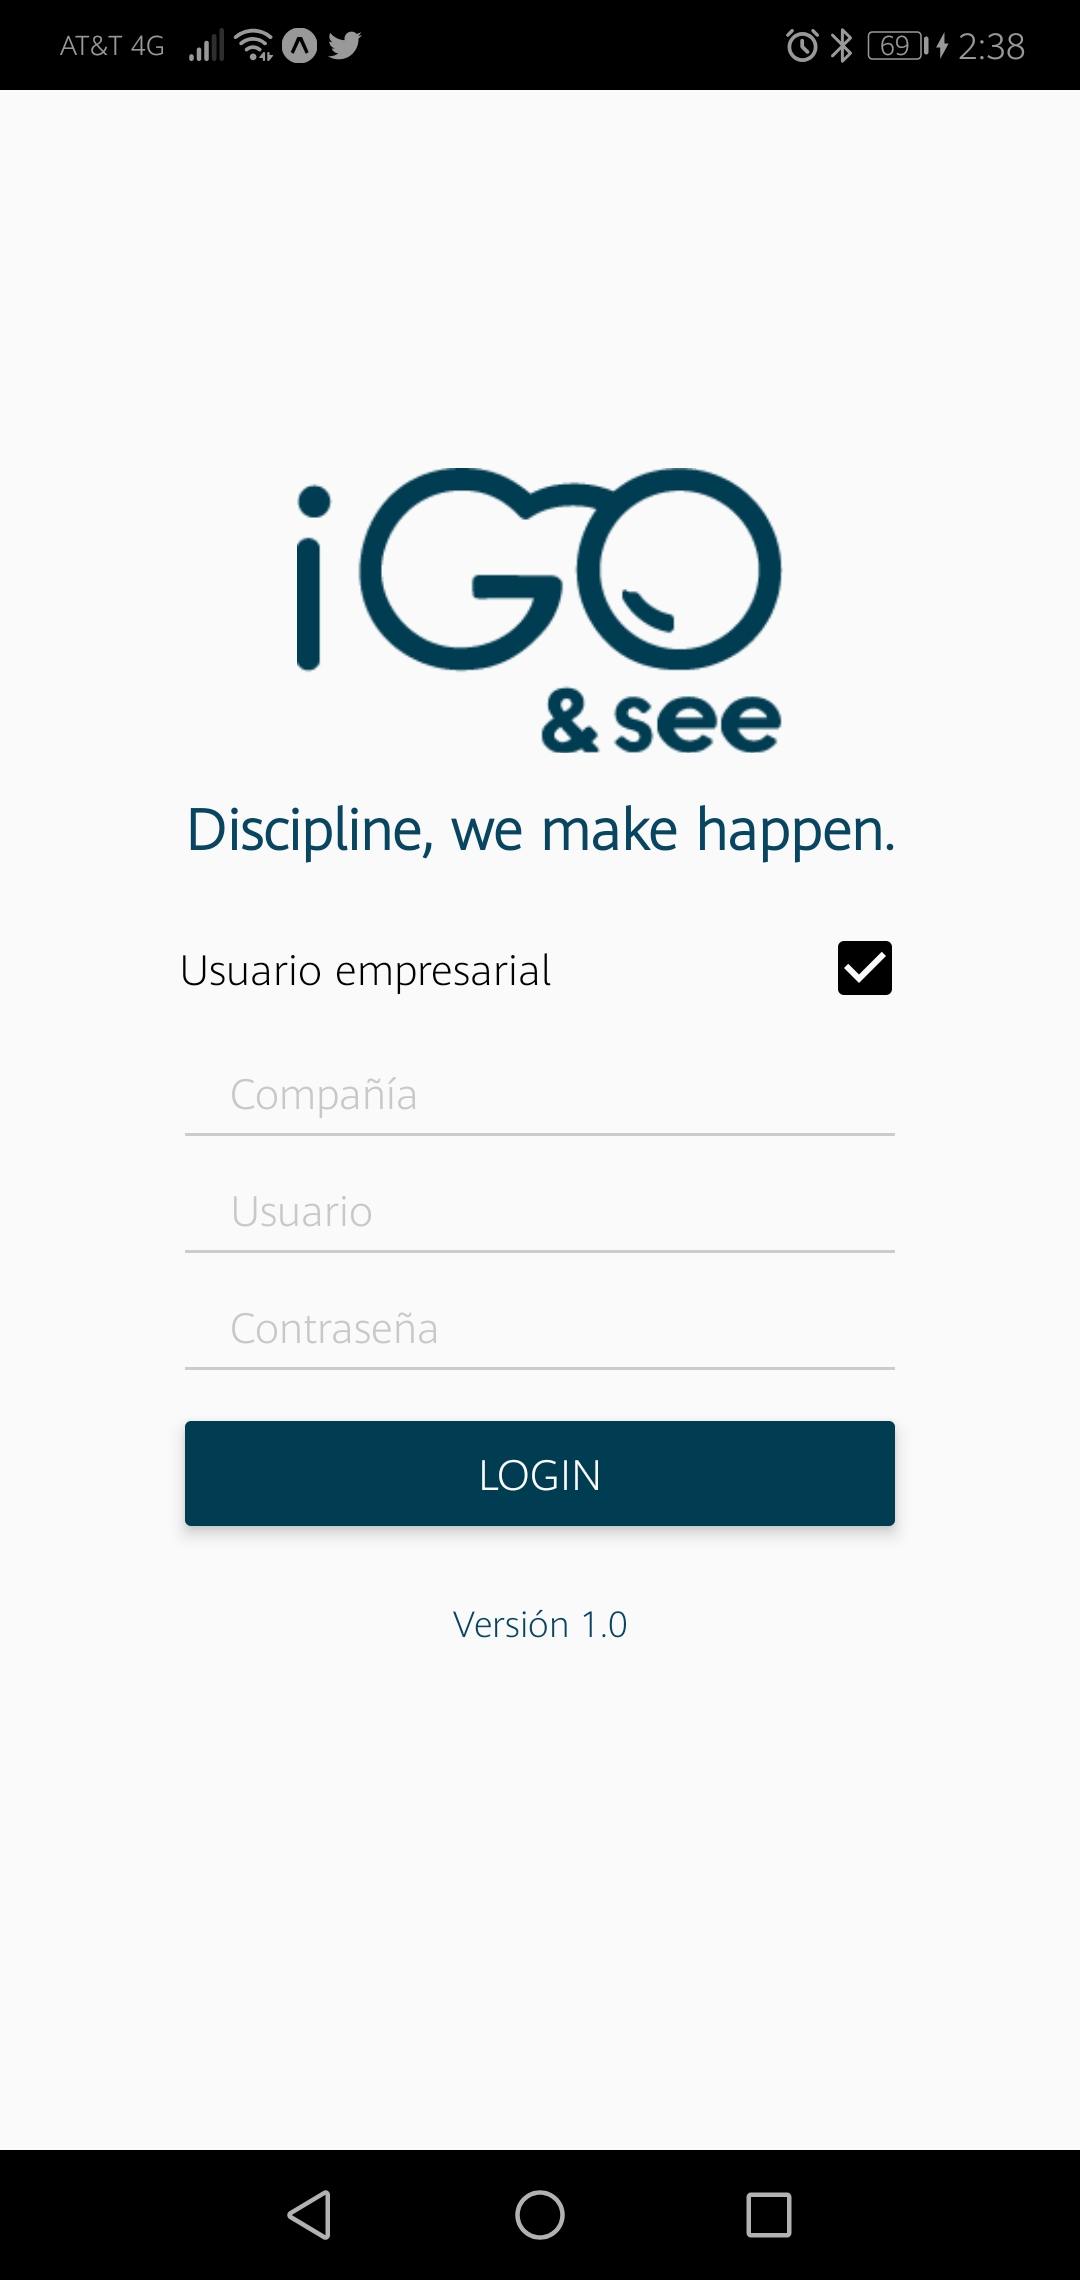 AT&T 4G 69 2:38
iGO
& see
Discipline, we make happen.
Usuario empresarial
Compañía
Usuario
Contraseña
LOGIN
Versión 1.0